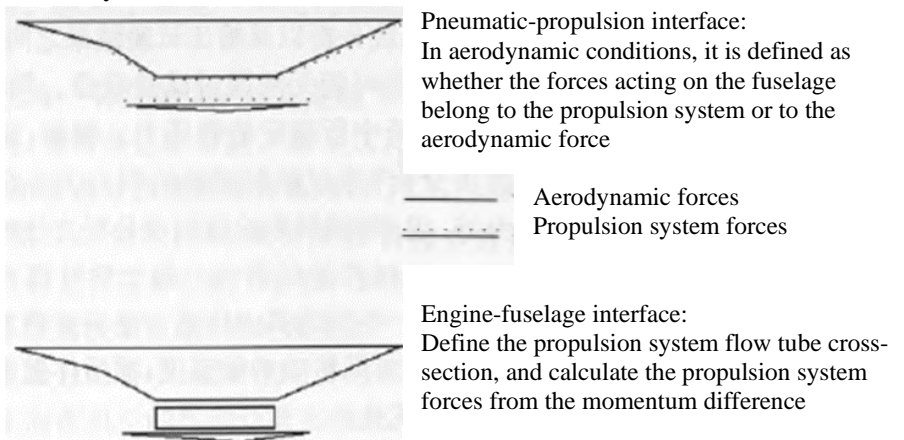 Pneumatic-propulsion interface:
In aerodynamic conditions, it is defined as
whether the forces acting on the fuselage
belong to the propulsion system or to the
aerodynamic force
Aerodynamic forces
Propulsion system forces
Engine-fuselage interface:
Define the propulsion system flow tube cross-
section, and calculate the propulsion system
forces from the momentum difference